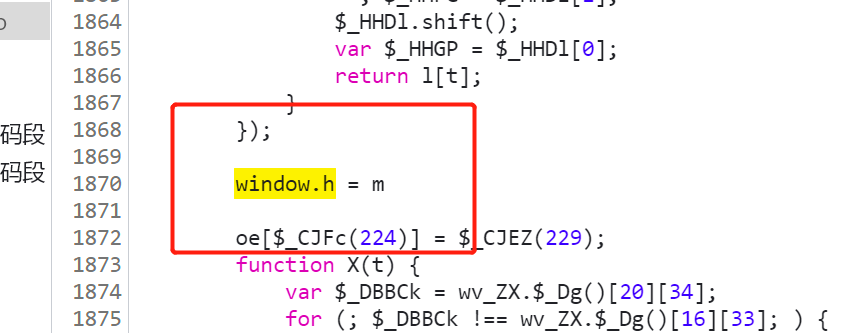 1864 $_HHDl.shift();
1865 var $_HHGP = $_HHDl[0];
1866 return l[t];
1867 }
码段 1868 });
1869
码段 1870 window.h = m
1871
1872 oe[$_CJFc(224)] = $_CJEZ(229);
1873 function X(t) {
1874 var $_DBBCk = wv_ZX.$_Dg()[20][34];
1875 for (; $_DBBCk !== wv_ZX.$_Dg()[16][33]; ) {